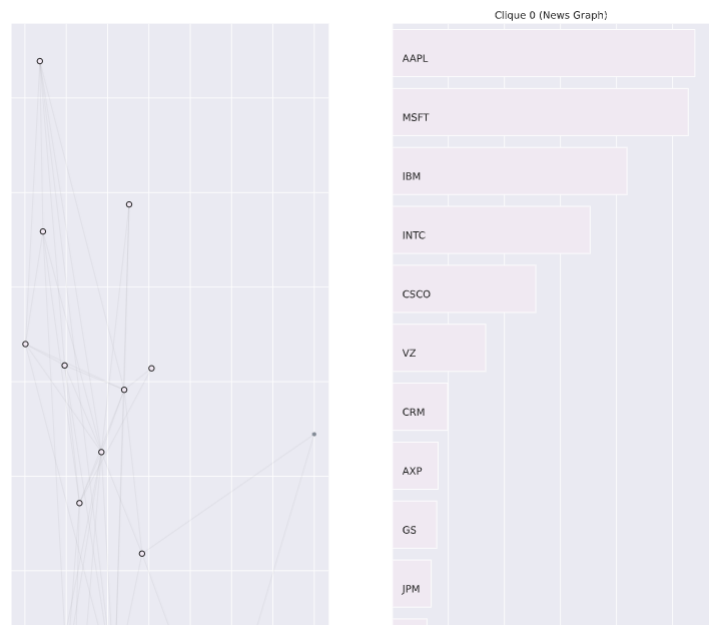 Clique 0 (News Graph)
AAPL
MSFT
IBM
INTC
CSCO
VZ
CRM
AXP
GS
JPM